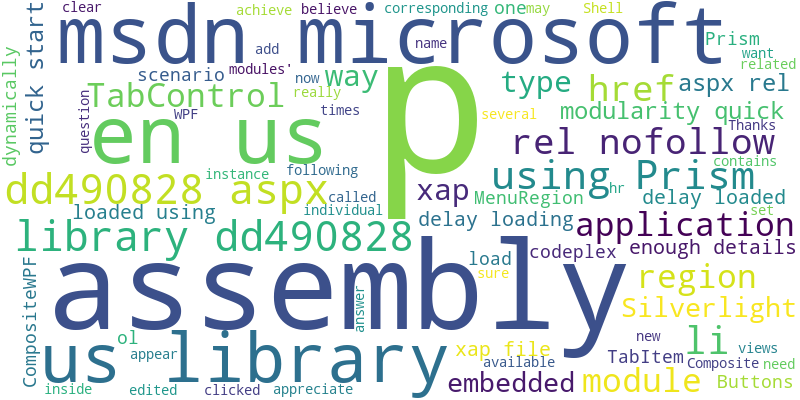 clear
achieve
believe
corresponding
one
may
Shell
msdn microsoft
name
Prism
quick start
add
want
scenario
modules'
now
way
related
dynamically
TabControl
really
type
href
aspx rel
p
question
WPF
times
several
modularity quick
en us
Thanks
rel nofollow
following
contains
instance
using Prism
hr
dd490828 aspx
called
xap
MenuRegion
delay loaded
loaded using
individual
set
delay loading
application
library dd490828
codeplex
enough details
load
assembly
CompositeWPF
sure
region
answer
Silverlight
ol
new
li
us library
appear
xap file
TabItem
views
available
Composite
need
inside
edited
clicked
appreciate
embedded
module
Buttons